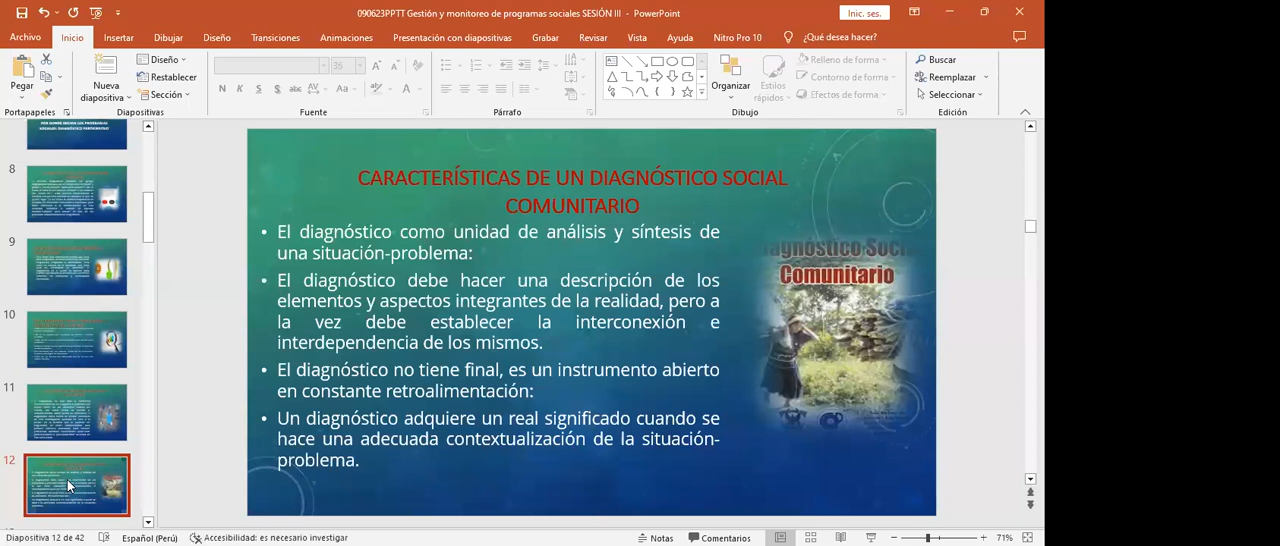 090623PPTT Gestión y monitoreo de programas sociales SESIÓN III - PowerPoint
Inic. ses.
Archivo Inicio Insertar Dibujar Diseño Transiciones Animaciones Presentación con diapositivas Grabar Revisar Vista Ayuda Nitro Pro 10 ¿Qué desea hacer?
Pegar
Nueva diapositiva
Diseño
Restablecer
Sección
36
N K S S abc AV Aa A
Organizar
Estilos rápidos
Relleno de forma
Contorno de forma
Efectos de forma
Buscar
Reemplazar
Seleccionar
Portapapeles Diapositivas Fuente Párrafo Dibujo Edición
8
9
10
11
12
CARACTERÍSTICAS DE UN DIAGNÓSTICO SOCIAL
COMUNITARIO
• El diagnóstico como unidad de análisis y síntesis de
una situación-problema:
• El diagnóstico debe hacer una descripción de los
elementos y aspectos integrantes de la realidad, pero a
la vez debe establecer la interconexión e
interdependencia de los mismos.
• El diagnóstico no tiene final, es un instrumento abierto
en constante retroalimentación:
• Un diagnóstico adquiere un real significado cuando se
hace una adecuada contextualización de la situación-
problema.
Comunitario
Diapositiva 12 de 42 Español (Perú) Accesibilidad: es necesario investigar Notas Comentarios 71%